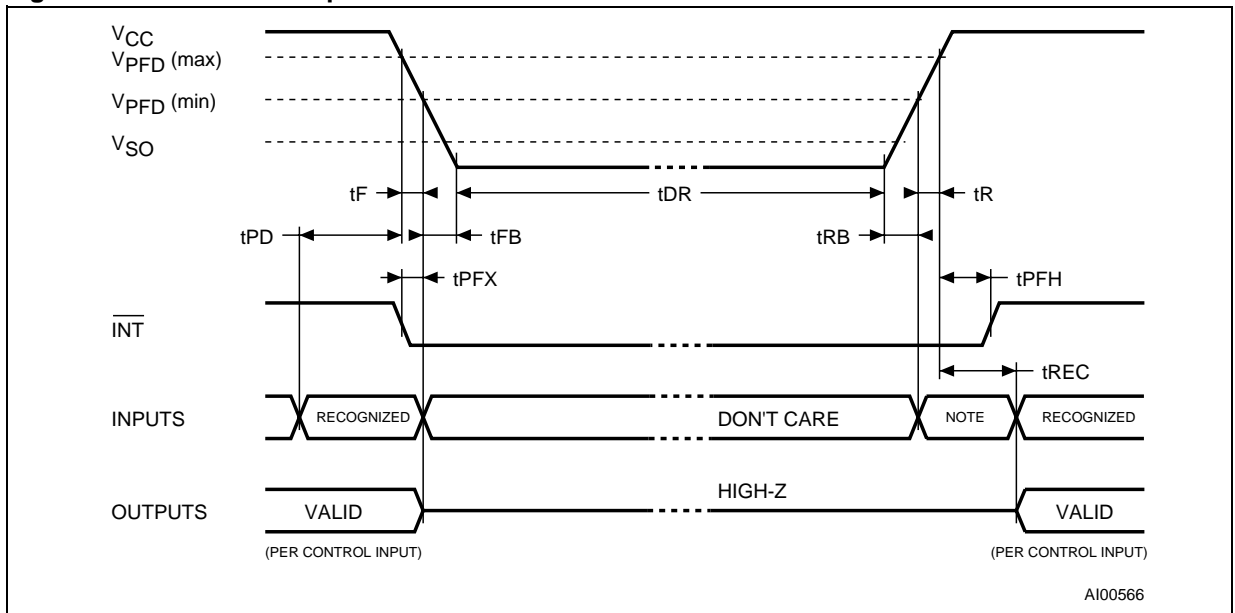 VCC
VPFD (max)
VPFD (min)
VSO
tF
tDR
tR
tPD
tFB
tRB
tPFX
tPFH
INT
tREC
INPUTS
RECOGNIZED
DON'T CARE
NOTE
RECOGNIZED
HIGH-Z
OUTPUTS
VALID
VALID
(PER CONTROL INPUT)
(PER CONTROL INPUT)
AI00566